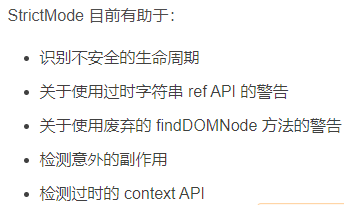 StrictMode 目前有助于：
识别不安全的生命周期
关于使用过时字符串 ref API 的警告
关于使用废弃的 findDOMNode 方法的警告
检测意外的副作用
检测过时的 context API